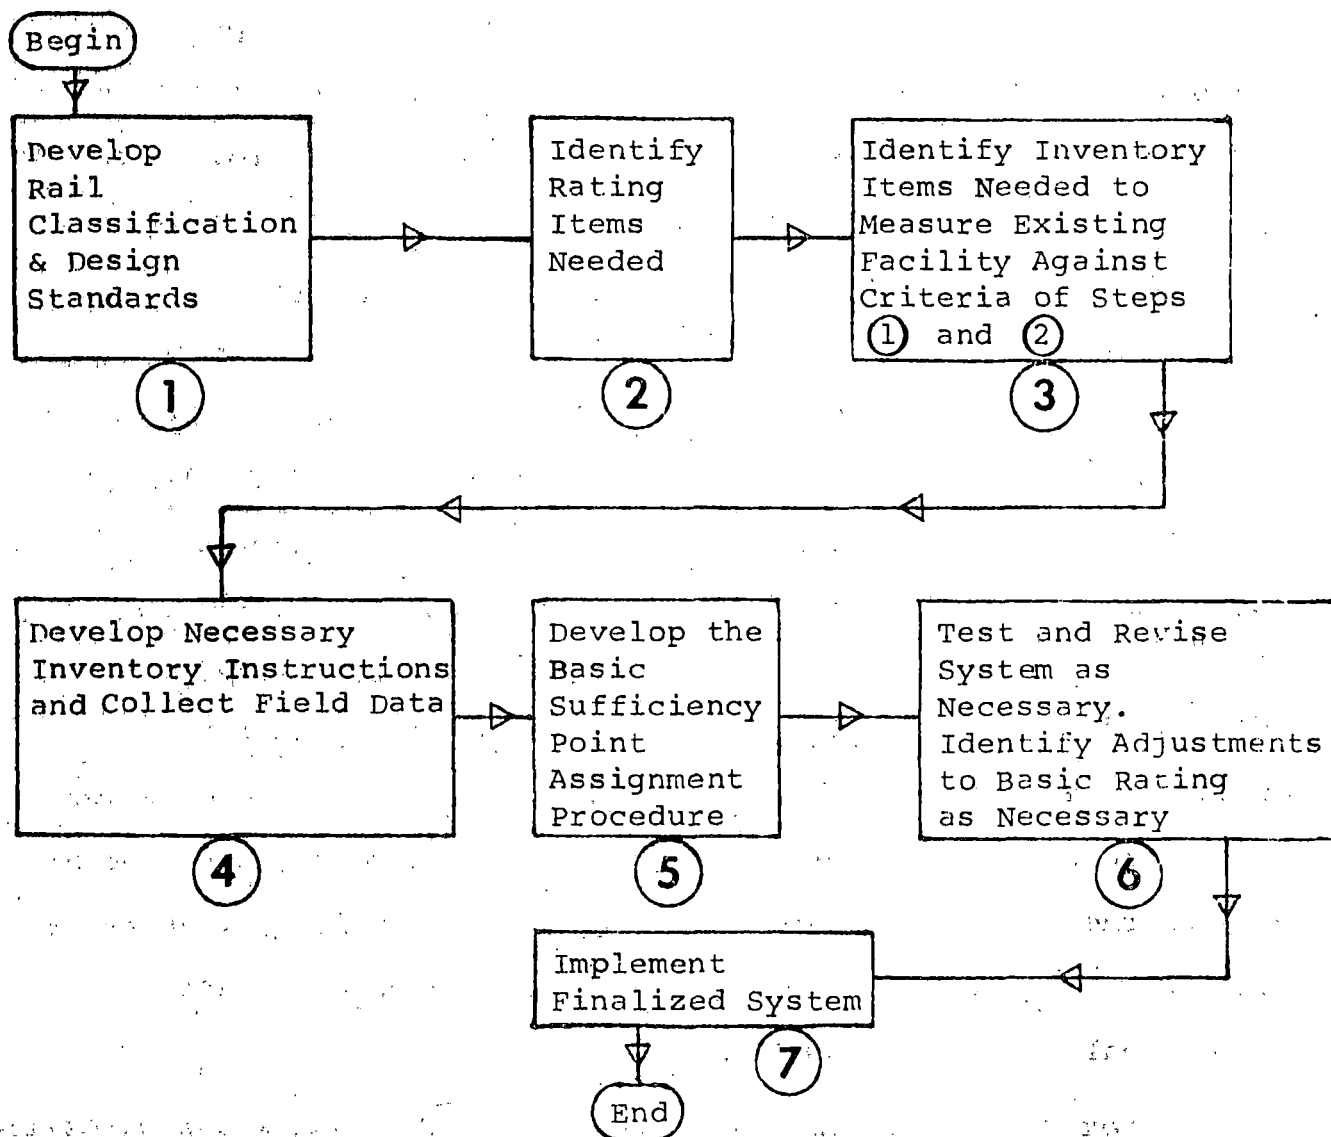 Begin
Develop
Rail
Classification
& Design
Standards
1
Identify
Rating
Items
Needed
2
Identify Inventory
Items Needed to
Measure Existing
Facility Against
Criteria of Steps
1 and 2
3
Develop Necessary
Inventory Instructions
and Collect Field Data
4
Develop the
Basic
Sufficiency
Point
Assignment
Procedure
5
Test and Revise
System as
Necessary.
Identify Adjustments
to Basic Rating
as Necessary
6
Implement
Finalized System
7
End